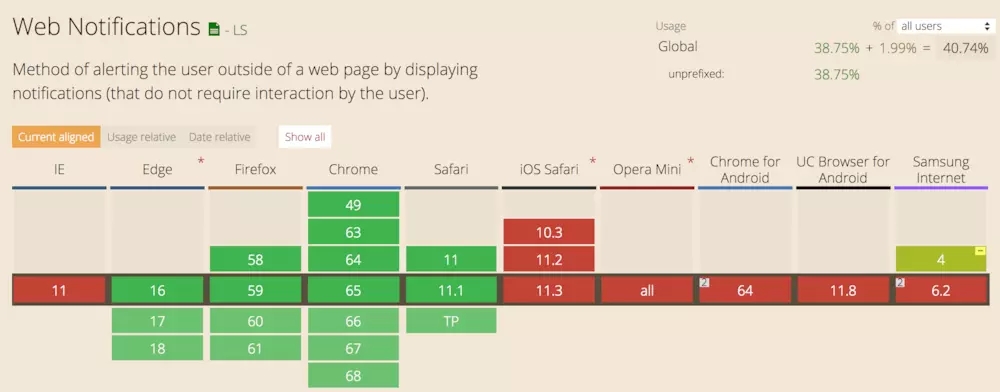 Web Notifications - LS
Usage % of all users
Global 38.75% + 1.99% = 40.74%
unprefixed: 38.75%
Method of alerting the user outside of a web page by displaying
notifications (that do not require interaction by the user).
Current aligned Usage relative Date relative Show all
IE Edge * Firefox Chrome Safari iOS Safari * Opera Mini * Chrome for Android UC Browser for Android Samsung Internet
49
63 10.3
58 64 11 11.2 4 -
11 16 59 65 11.1 11.3 all 2 64 11.8 2 6.2
17 60 66 TP
18 61 67
68